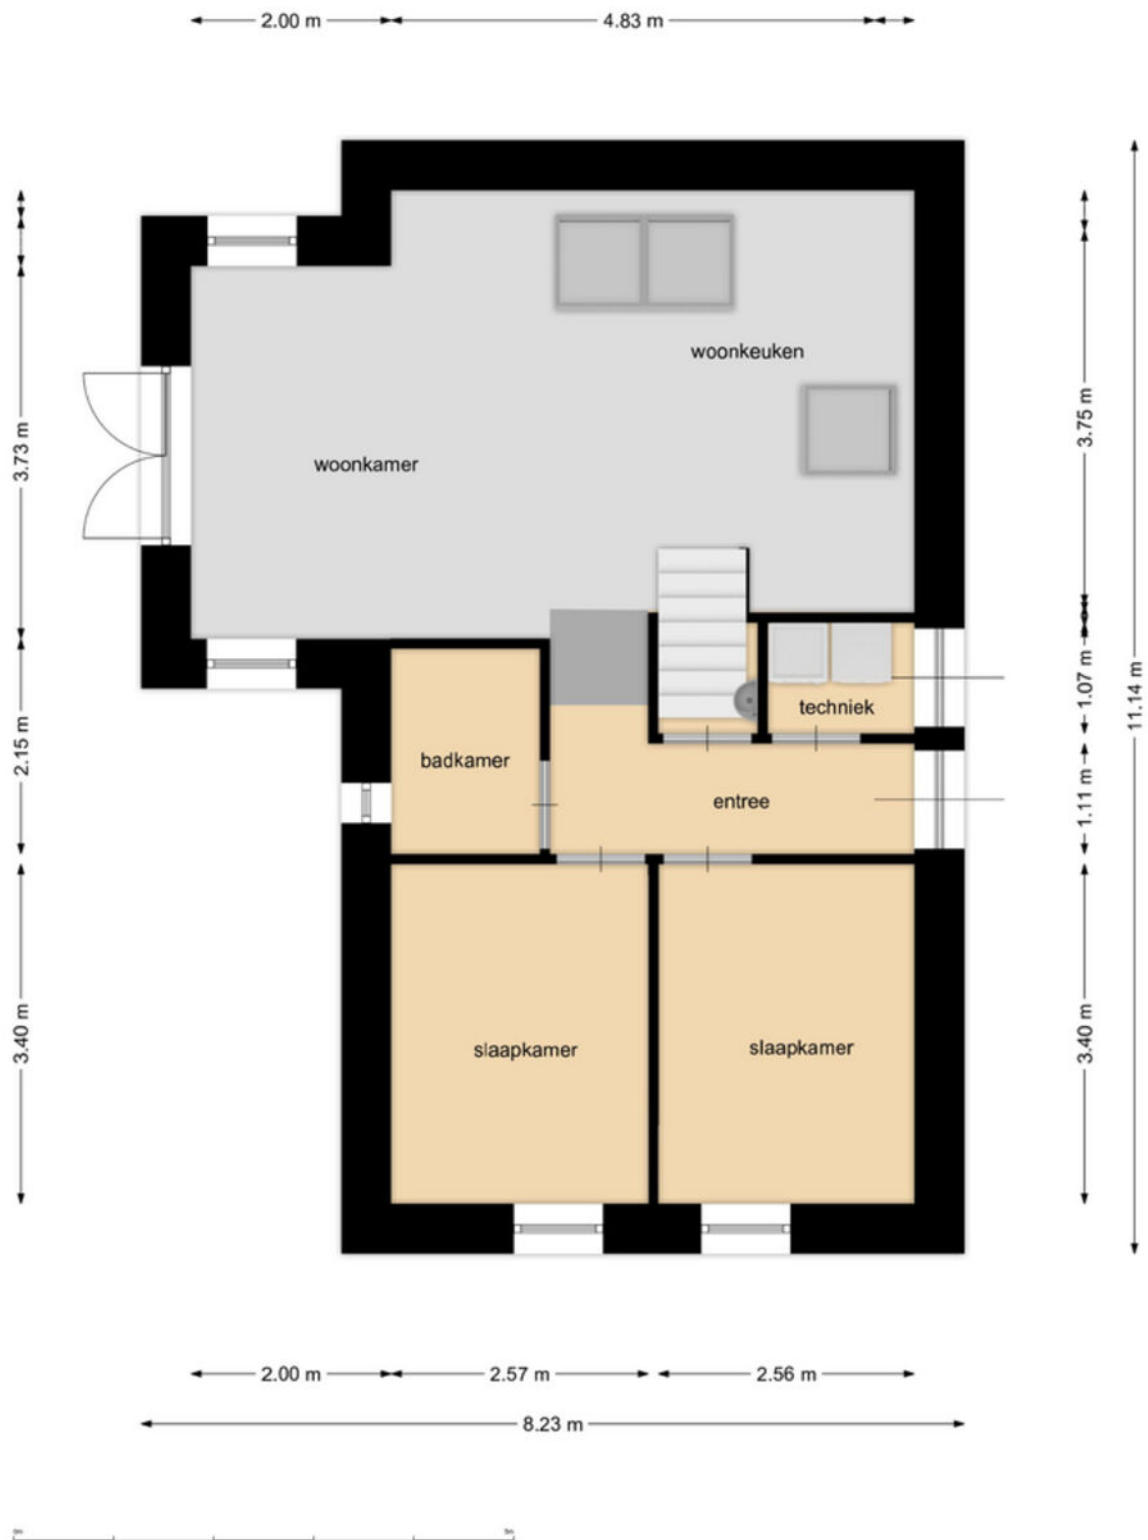 2.00 m
4.83 m
woonkeuken
3.73 m
3.75 m
woonkamer
1.07 m
11.14 m
techniek
2.15 m
badkamer
entree
1.11 m
3.40 m
slaapkamer
slaapkamer
3.40 m
2.00 m
2.57 m
2.56 m
8.23 m